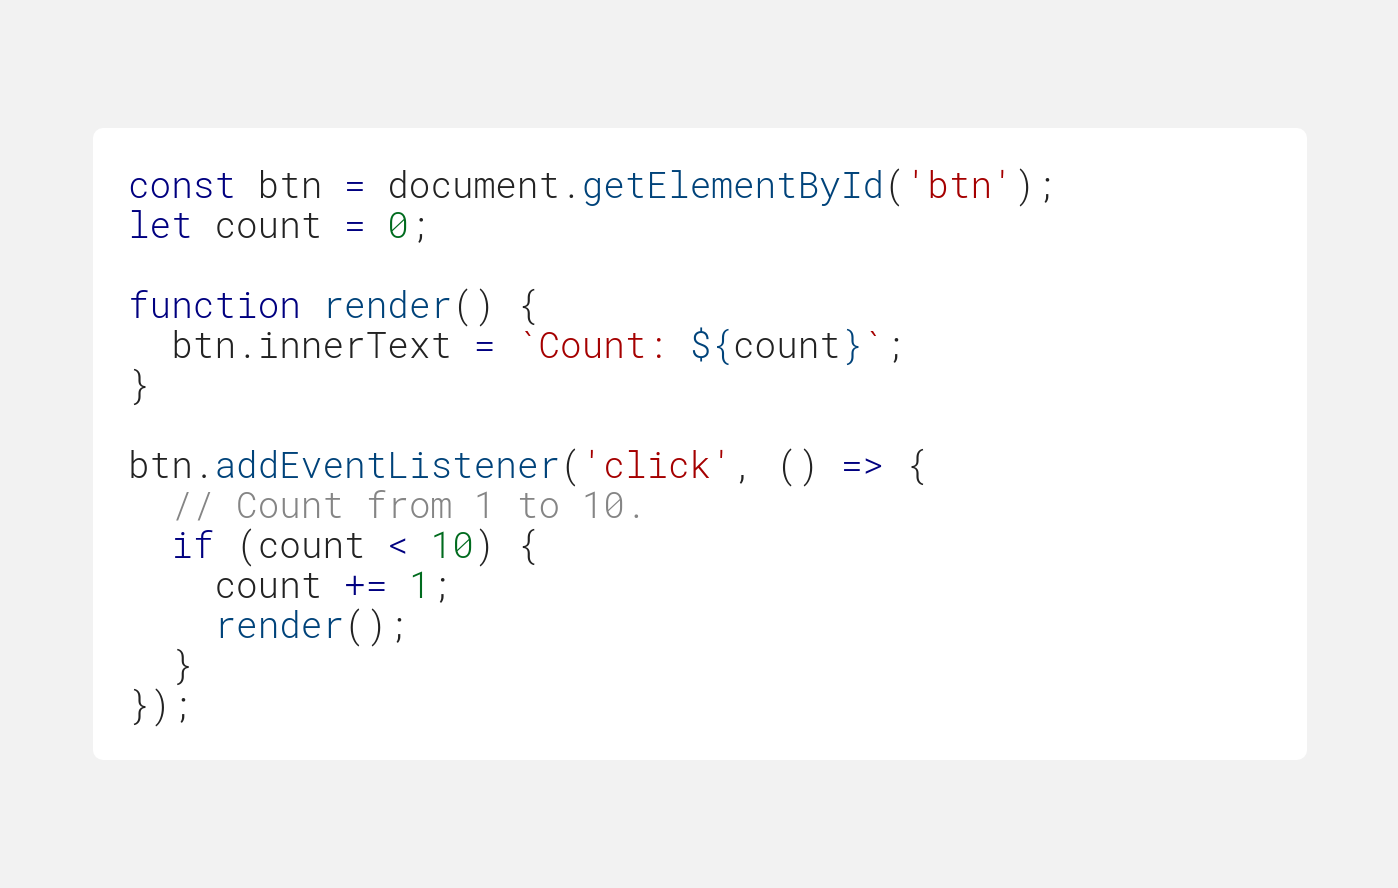 const btn = document.getElementById('btn');
let count = 0;

function render() {
  btn.innerText = `Count: ${count}`;
}

btn.addEventListener('click', () => {
  // Count from 1 to 10.
  if (count < 10) {
    count += 1;
    render();
  }
});